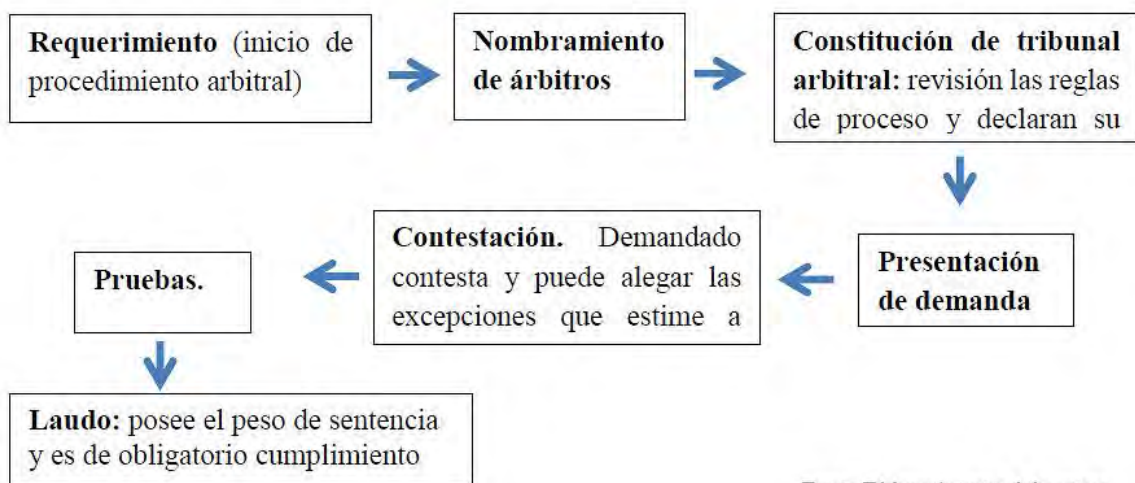 Requerimiento (inicio de
procedimiento arbitral)
Nombramiento
de árbitros
Constitución de tribunal
arbitral: revisión las reglas
de proceso y declaran su
Presentación
de demanda
Contestación. Demandado
contesta y puede alegar las
excepciones que estime a
Pruebas.
Laudo: posee el peso de sentencia
y es de obligatorio cumplimiento